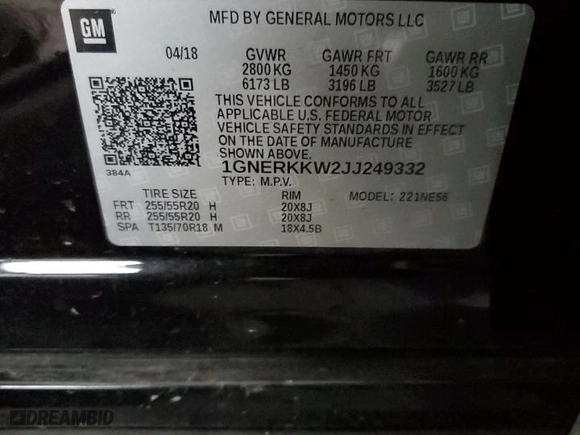 MFD BY GENERAL MOTORS LLC
GM
04/18 GVWR GAWR FRT GAWR RR
2800 KG 1450 KG 1600 KG
6173 LB 3196 LB 3527 LB
THIS VEHICLE CONFORMS TO ALL
APPLICABLE U.S. FEDERAL MOTOR
VEHICLE SAFETY STANDARDS IN EFFECT
ON THE DATE OF MANUFACTURE
SHOWN ABOVE.
384A
1GNERKKW2JJ249332
TYPE: M.P.V. MODEL: 221NE56
TIRE SIZE RIM
FRT 255/55R20 H 20X8J
RR 255/55R20 H 20X8J
SPA T135/70R18 M 18X4.5B
DREAMBID